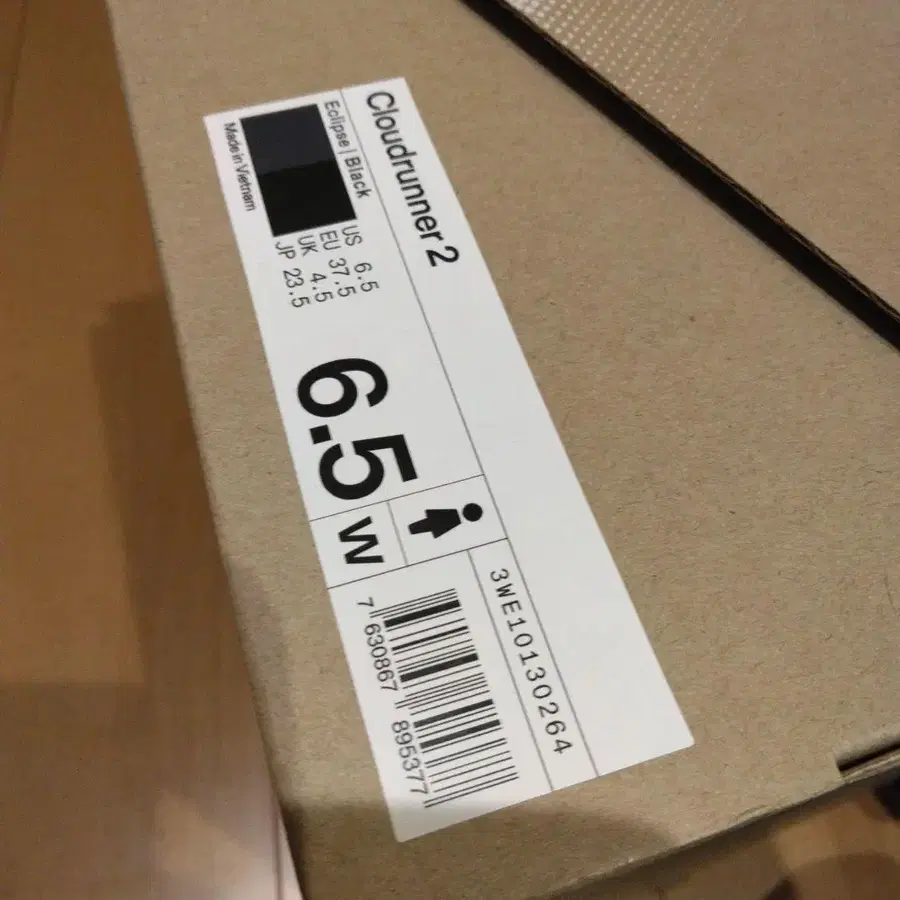 Cloudrunner 2
Eclipse | Black
Made in Vietnam
US 6.5
EU 37.5
UK 4.5
JP 23.5
6.5
W
3WE10130264
7 630867 895377